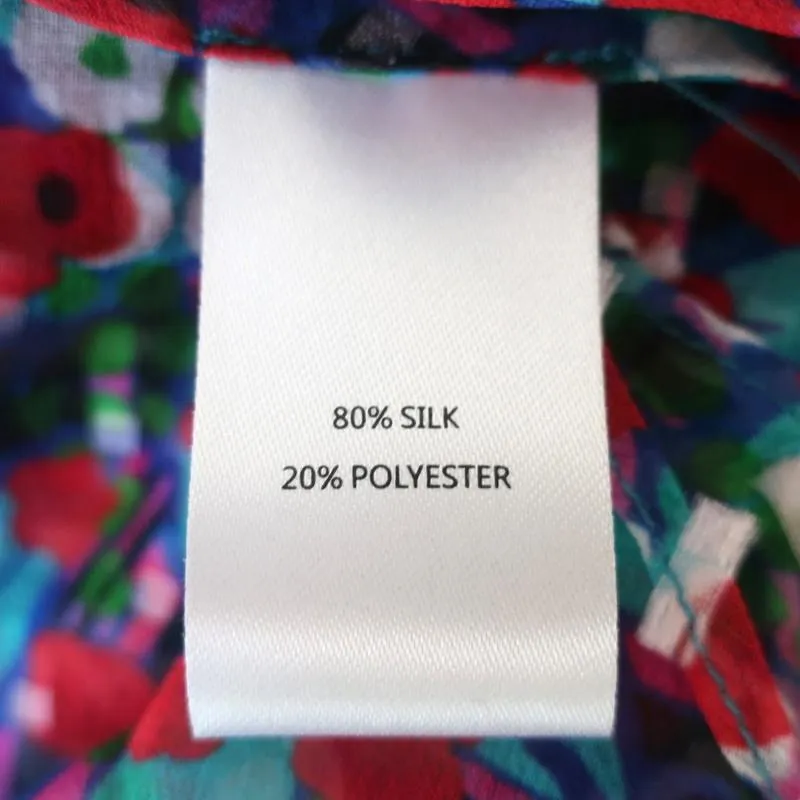 80% SILK
20% POLYESTER